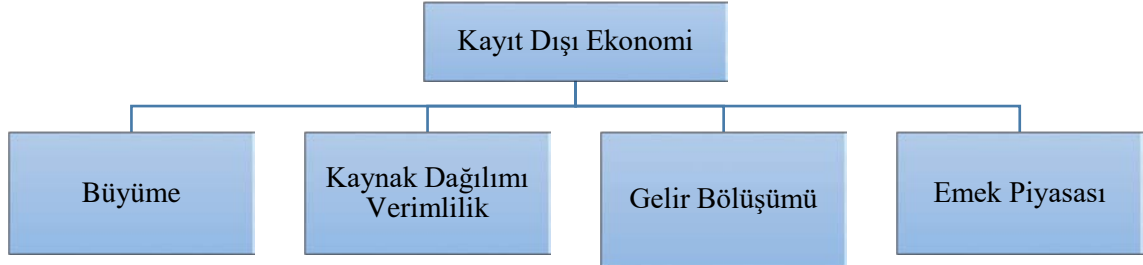 Kayıt Dışı Ekonomi
Büyüme
Kaynak Dağılımı
Verimlilik
Gelir Bölüşümü
Emek Piyasası